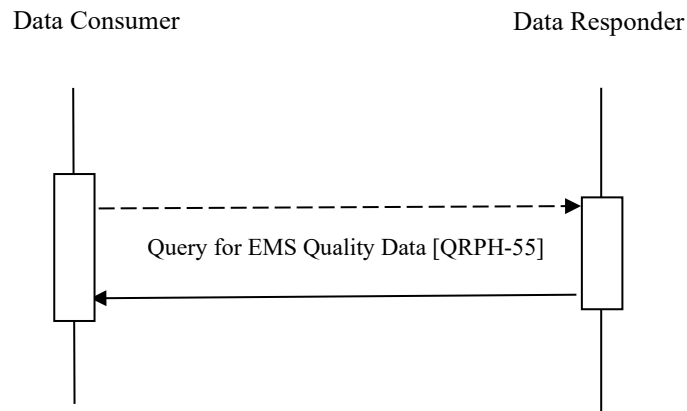 Data Consumer
Data Responder
Query for EMS Quality Data [QRPH-55]